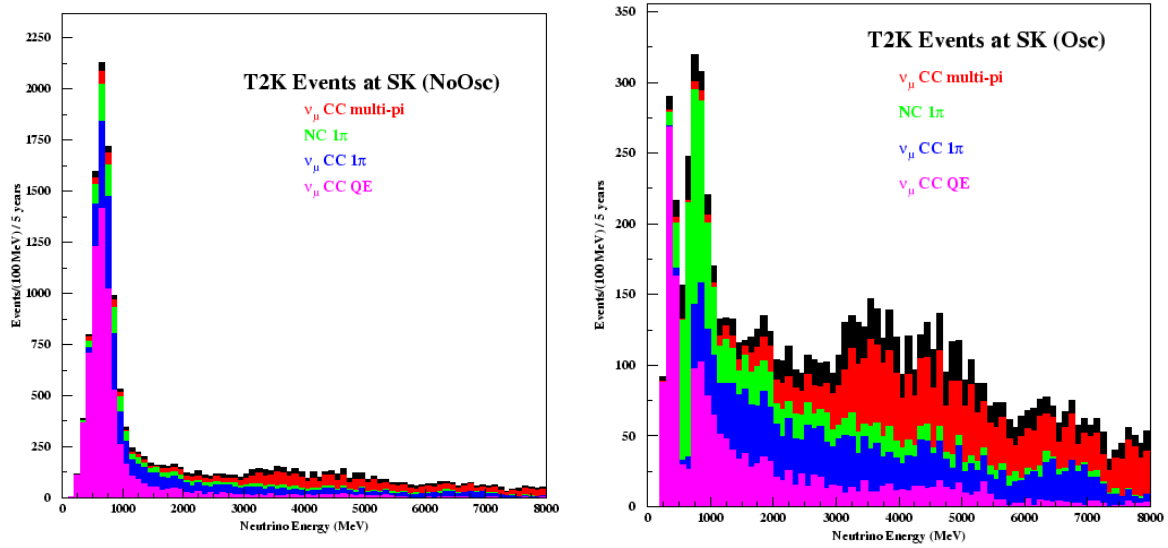 T2K Events at SK (NoOsc)
νμ CC multi-pi
NC 1π
νμ CC 1π
νμ CC QE
Events/(100 MeV) / 5 years
2250
2000
1750
1500
1250
1000
750
500
250
0
0 1000 2000 3000 4000 5000 6000 7000 8000
Neutrino Energy (MeV)
T2K Events at SK (Osc)
νμ CC multi-pi
NC 1π
νμ CC 1π
νμ CC QE
Events/(100 MeV) / 5 years
350
300
250
200
150
100
50
0
0 1000 2000 3000 4000 5000 6000 7000 8000
Neutrino Energy (MeV)